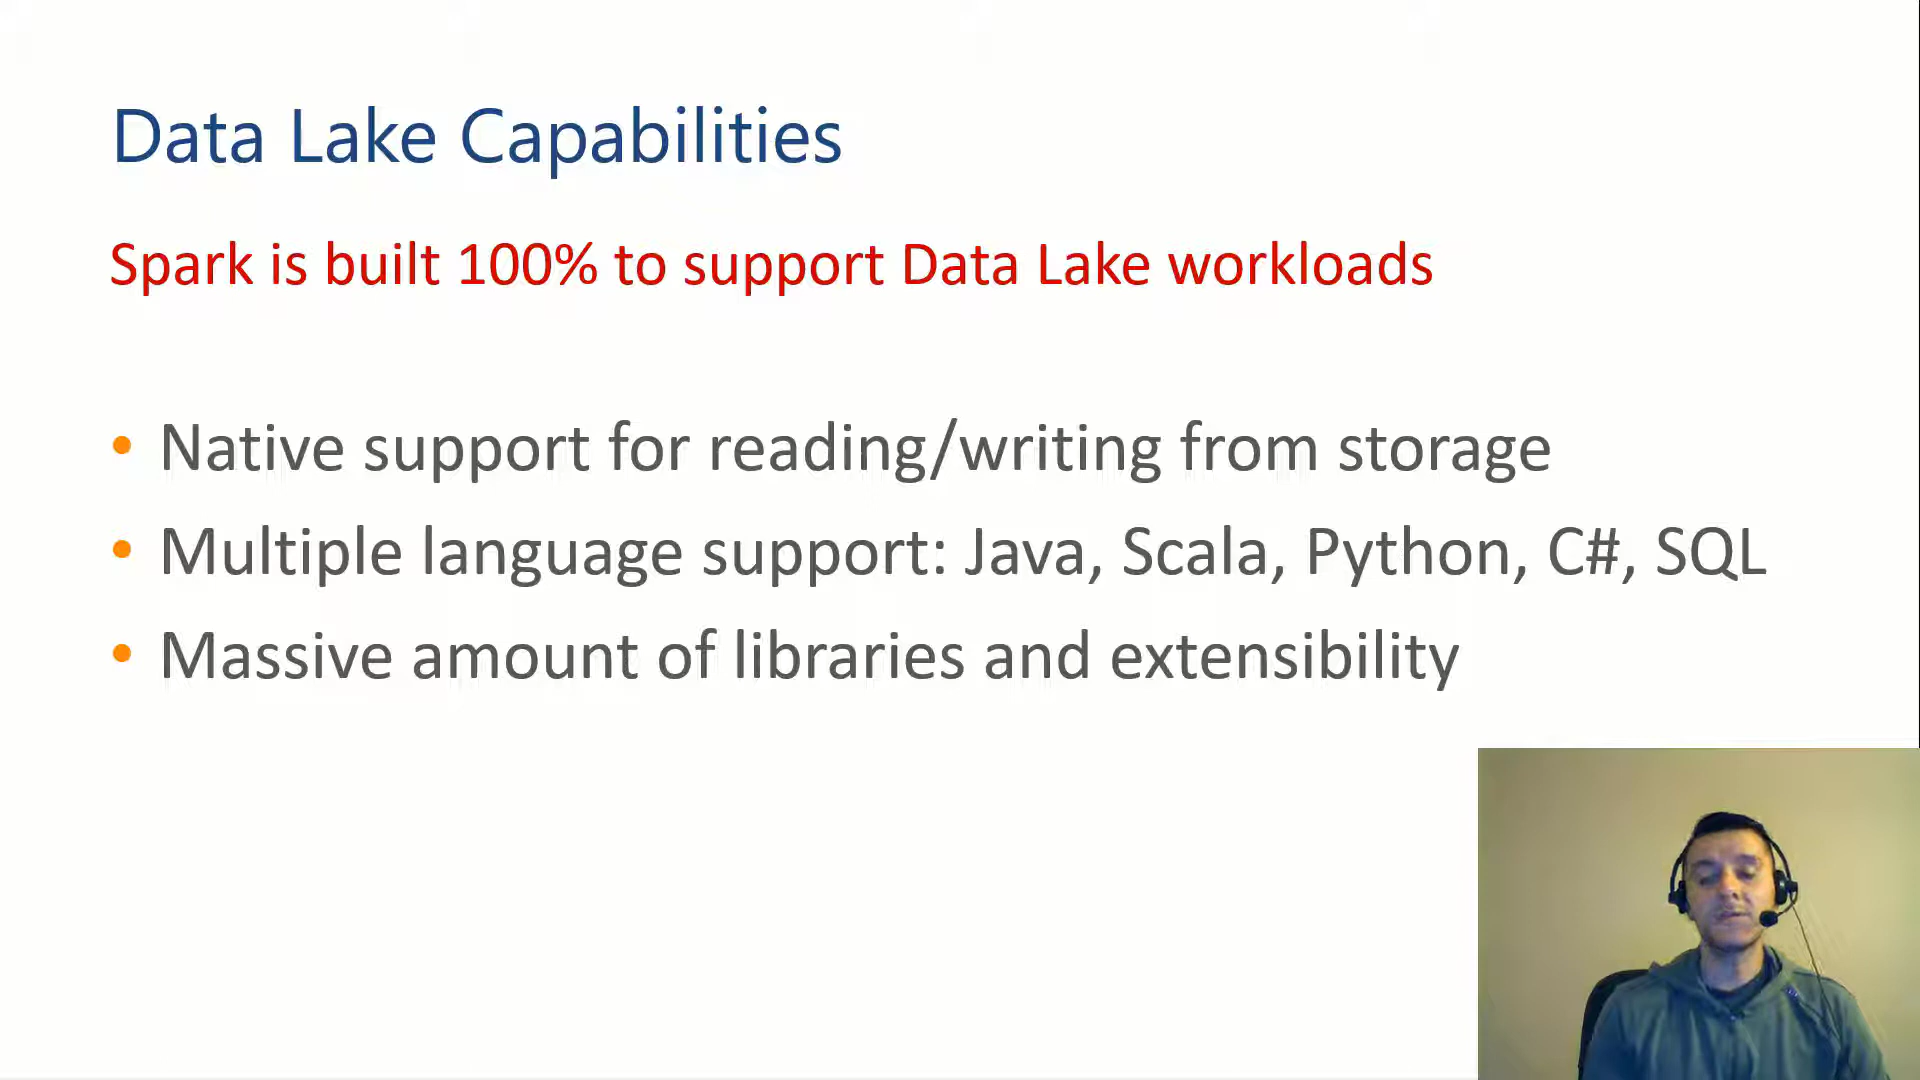 Data Lake Capabilities
Spark is built 100% to support Data Lake workloads
• Native support for reading/writing from storage
• Multiple language support: Java, Scala, Python, C#, SQL
• Massive amount of libraries and extensibility